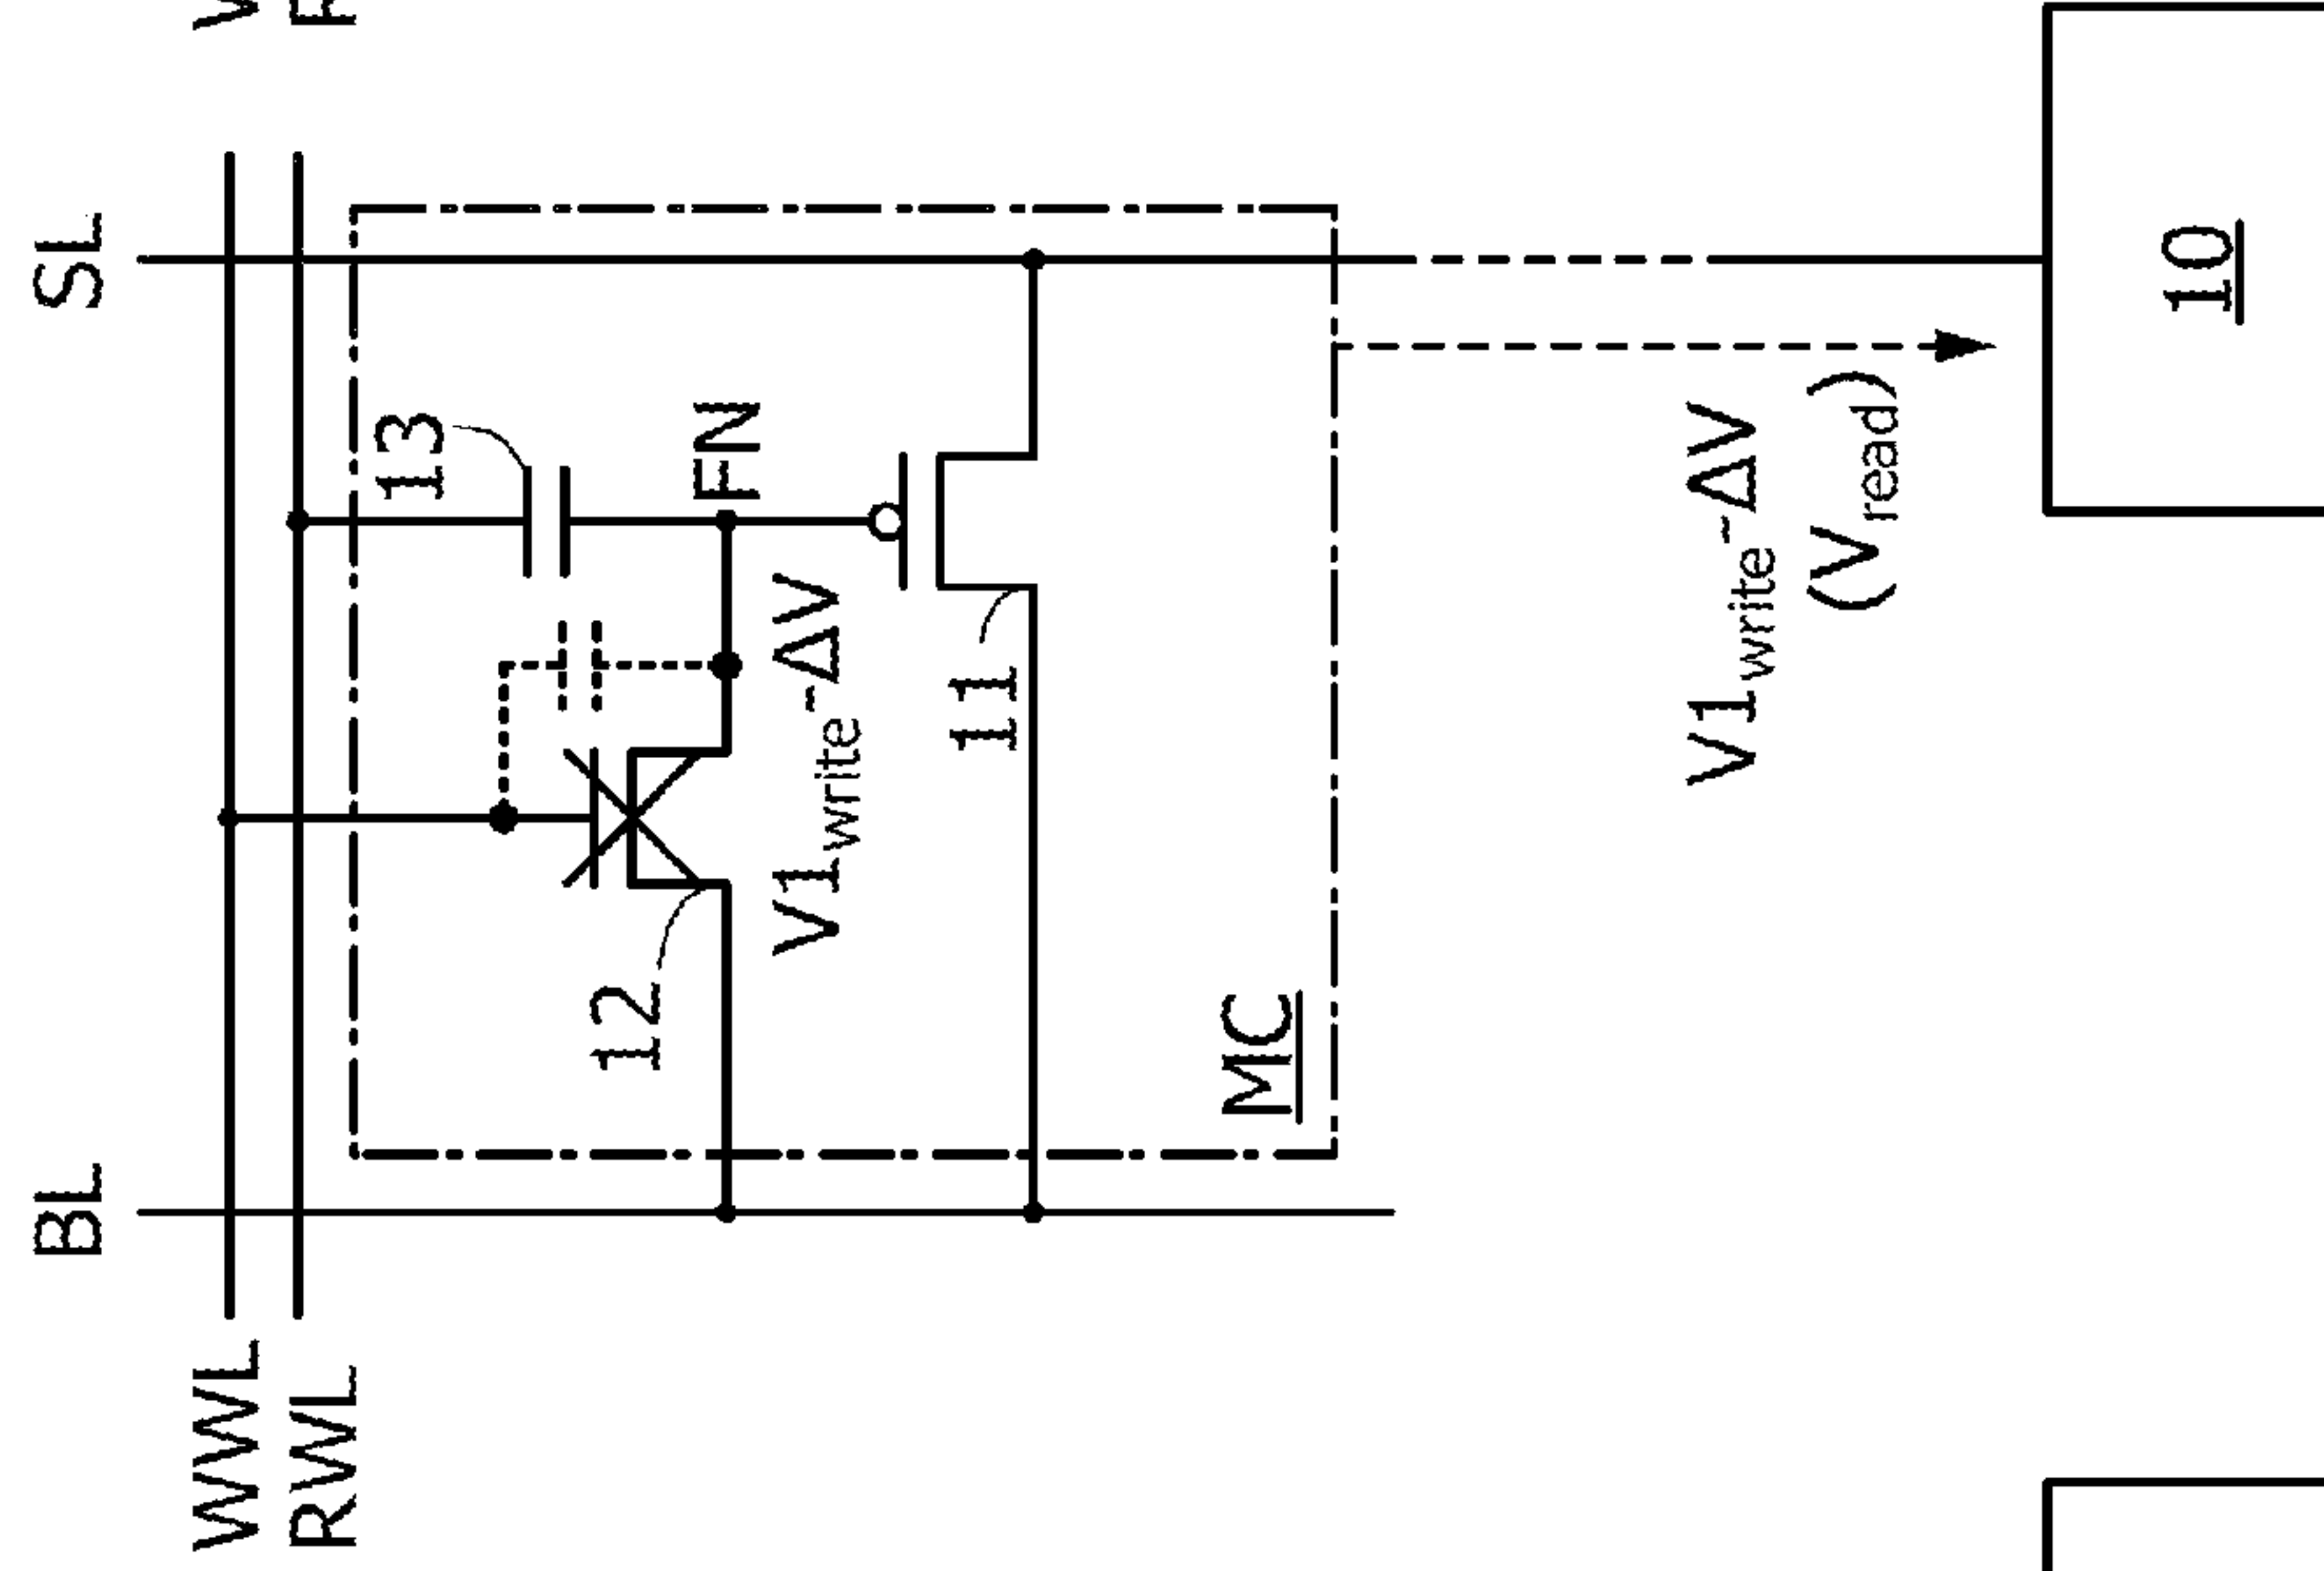 BL
SL
WWL
RWL
13
FN
12
11
V1write-ΔV
MC
V1write-ΔV
(Vread)
10